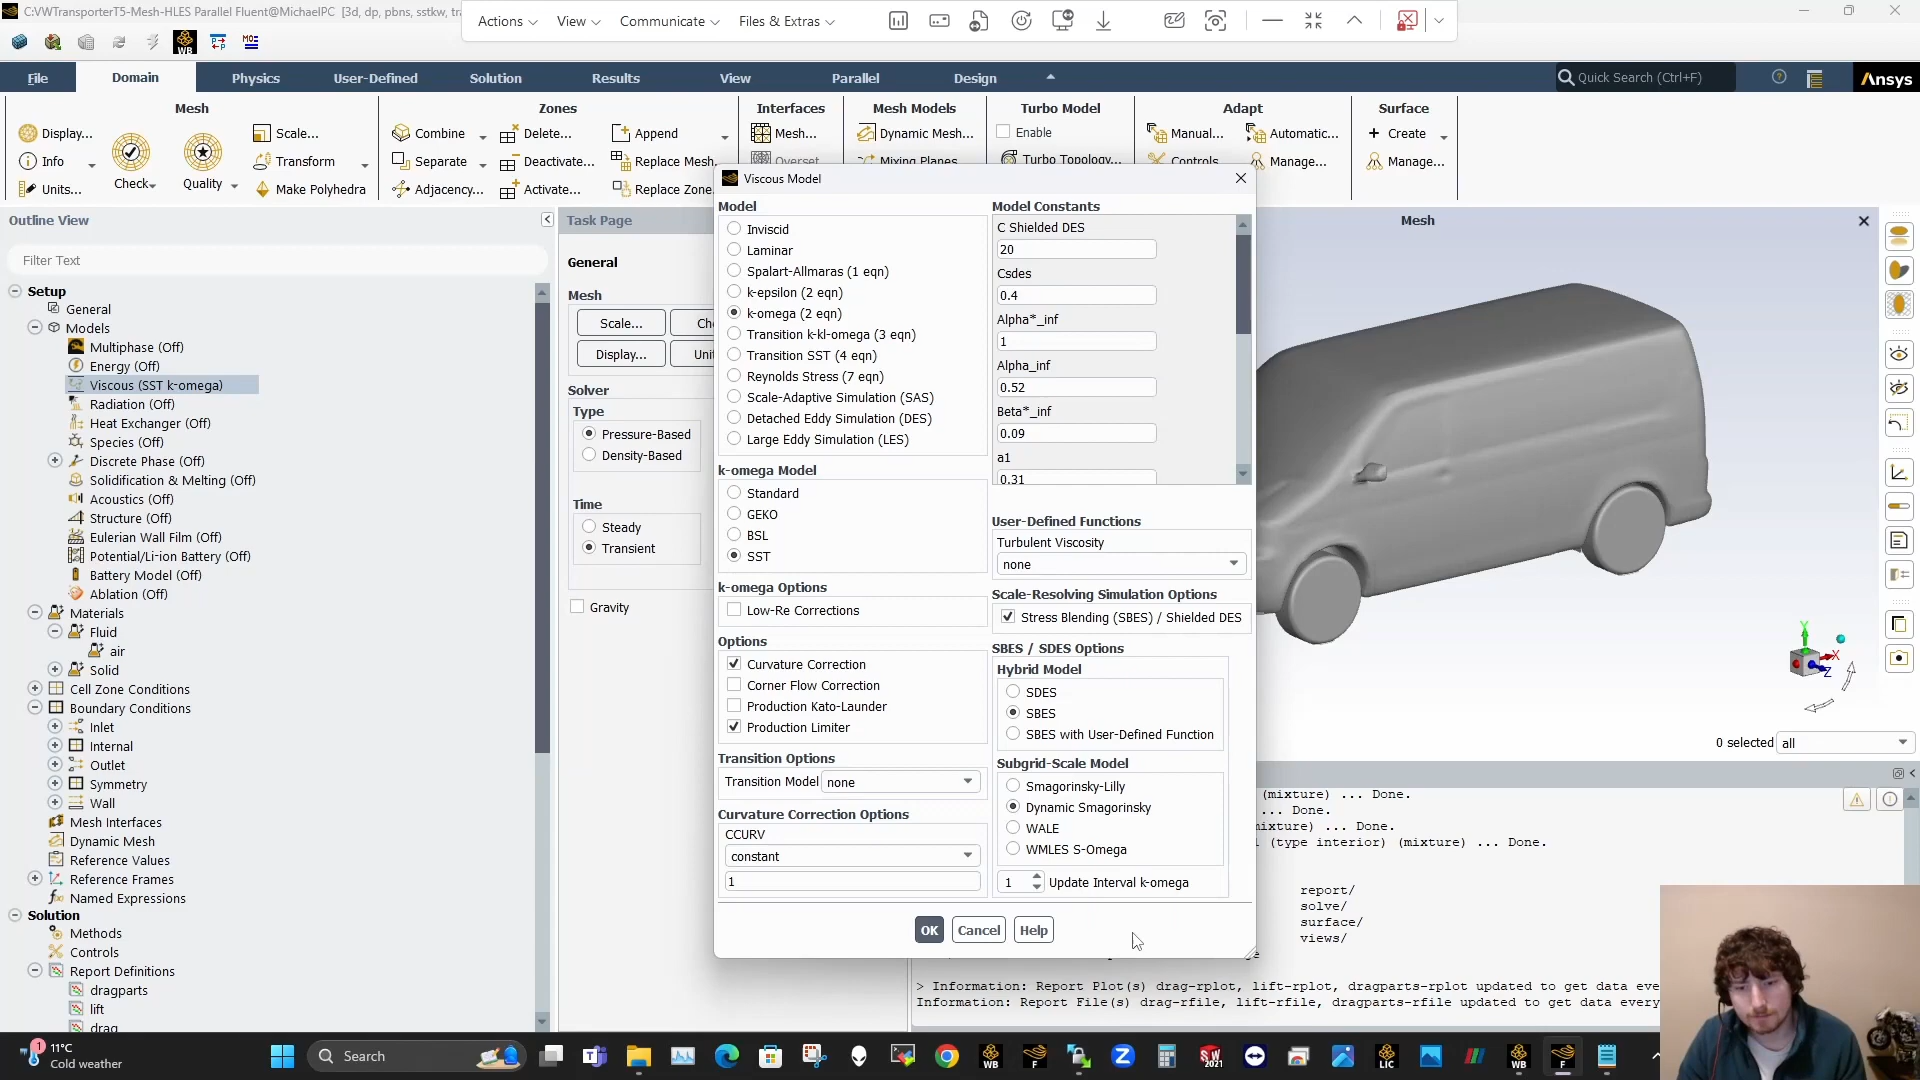 C:VWTransporterT5-Mesh-HLES Parallel Fluent@MichaelPC [3d, dp, pbns, sstkw, tra
Actions View Communicate Files & Extras
WB
File Domain Physics User-Defined Solution Results View Parallel Design Quick Search (Ctrl+F) Ansys
Mesh Zones Interfaces Mesh Models Turbo Model Adapt Surface
Display... Scale... Combine Delete... Append Mesh... Dynamic Mesh... Enable Manual... Automatic... Create
Info Transform Separate Deactivate... Replace Mesh... Overset... Mixing Planes... Turbo Topology... Controls... Manage... Manage...
Units... Check Quality Make Polyhedra Adjacency... Activate... Replace Zone...
Outline View
Filter Text
Setup
General
Models
Multiphase (Off)
Energy (Off)
Viscous (SST k-omega)
Radiation (Off)
Heat Exchanger (Off)
Species (Off)
Discrete Phase (Off)
Solidification & Melting (Off)
Acoustics (Off)
Structure (Off)
Eulerian Wall Film (Off)
Potential/Li-ion Battery (Off)
Battery Model (Off)
Ablation (Off)
Materials
Fluid
air
Solid
Cell Zone Conditions
Boundary Conditions
Inlet
Internal
Outlet
Symmetry
Wall
Mesh Interfaces
Dynamic Mesh
Reference Values
Reference Frames
Named Expressions
Solution
Methods
Controls
Report Definitions
dragparts
lift
drag
Task Page
General
Mesh
Scale... Che
Display... Unit
Solver
Type
Pressure-Based
Density-Based
Time
Steady
Transient
Gravity
Viscous Model
Model
Inviscid
Laminar
Spalart-Allmaras (1 eqn)
k-epsilon (2 eqn)
k-omega (2 eqn)
Transition k-kl-omega (3 eqn)
Transition SST (4 eqn)
Reynolds Stress (7 eqn)
Scale-Adaptive Simulation (SAS)
Detached Eddy Simulation (DES)
Large Eddy Simulation (LES)
k-omega Model
Standard
GEKO
BSL
SST
k-omega Options
Low-Re Corrections
Options
Curvature Correction
Corner Flow Correction
Production Kato-Launder
Production Limiter
Transition Options
Transition Model none
Curvature Correction Options
CCURV
constant
1
Model Constants
C Shielded DES
20
Csdes
0.4
Alpha*_inf
1
Alpha_inf
0.52
Beta*_inf
0.09
a1
0.31
User-Defined Functions
Turbulent Viscosity
none
Scale-Resolving Simulation Options
Stress Blending (SBES) / Shielded DES
SBES / SDES Options
Hybrid Model
SDES
SBES
SBES with User-Defined Function
Subgrid-Scale Model
Smagorinsky-Lilly
Dynamic Smagorinsky
WALE
WMLES S-Omega
1 Update Interval k-omega
OK Cancel Help
Mesh
Y
X
Z
0 selected all
(mixture) ... Done.
... Done.
mixture) ... Done.
(type interior) (mixture) ... Done.
report/
solve/
surface/
views/
> Information: Report Plot(s) drag-rplot, lift-rplot, dragparts-rplot updated to get data eve
Information: Report File(s) drag-rfile, lift-rfile, dragparts-rfile updated to get data every
1
11°C
Cold weather
Search
WB F SW 2021 LIC WB F